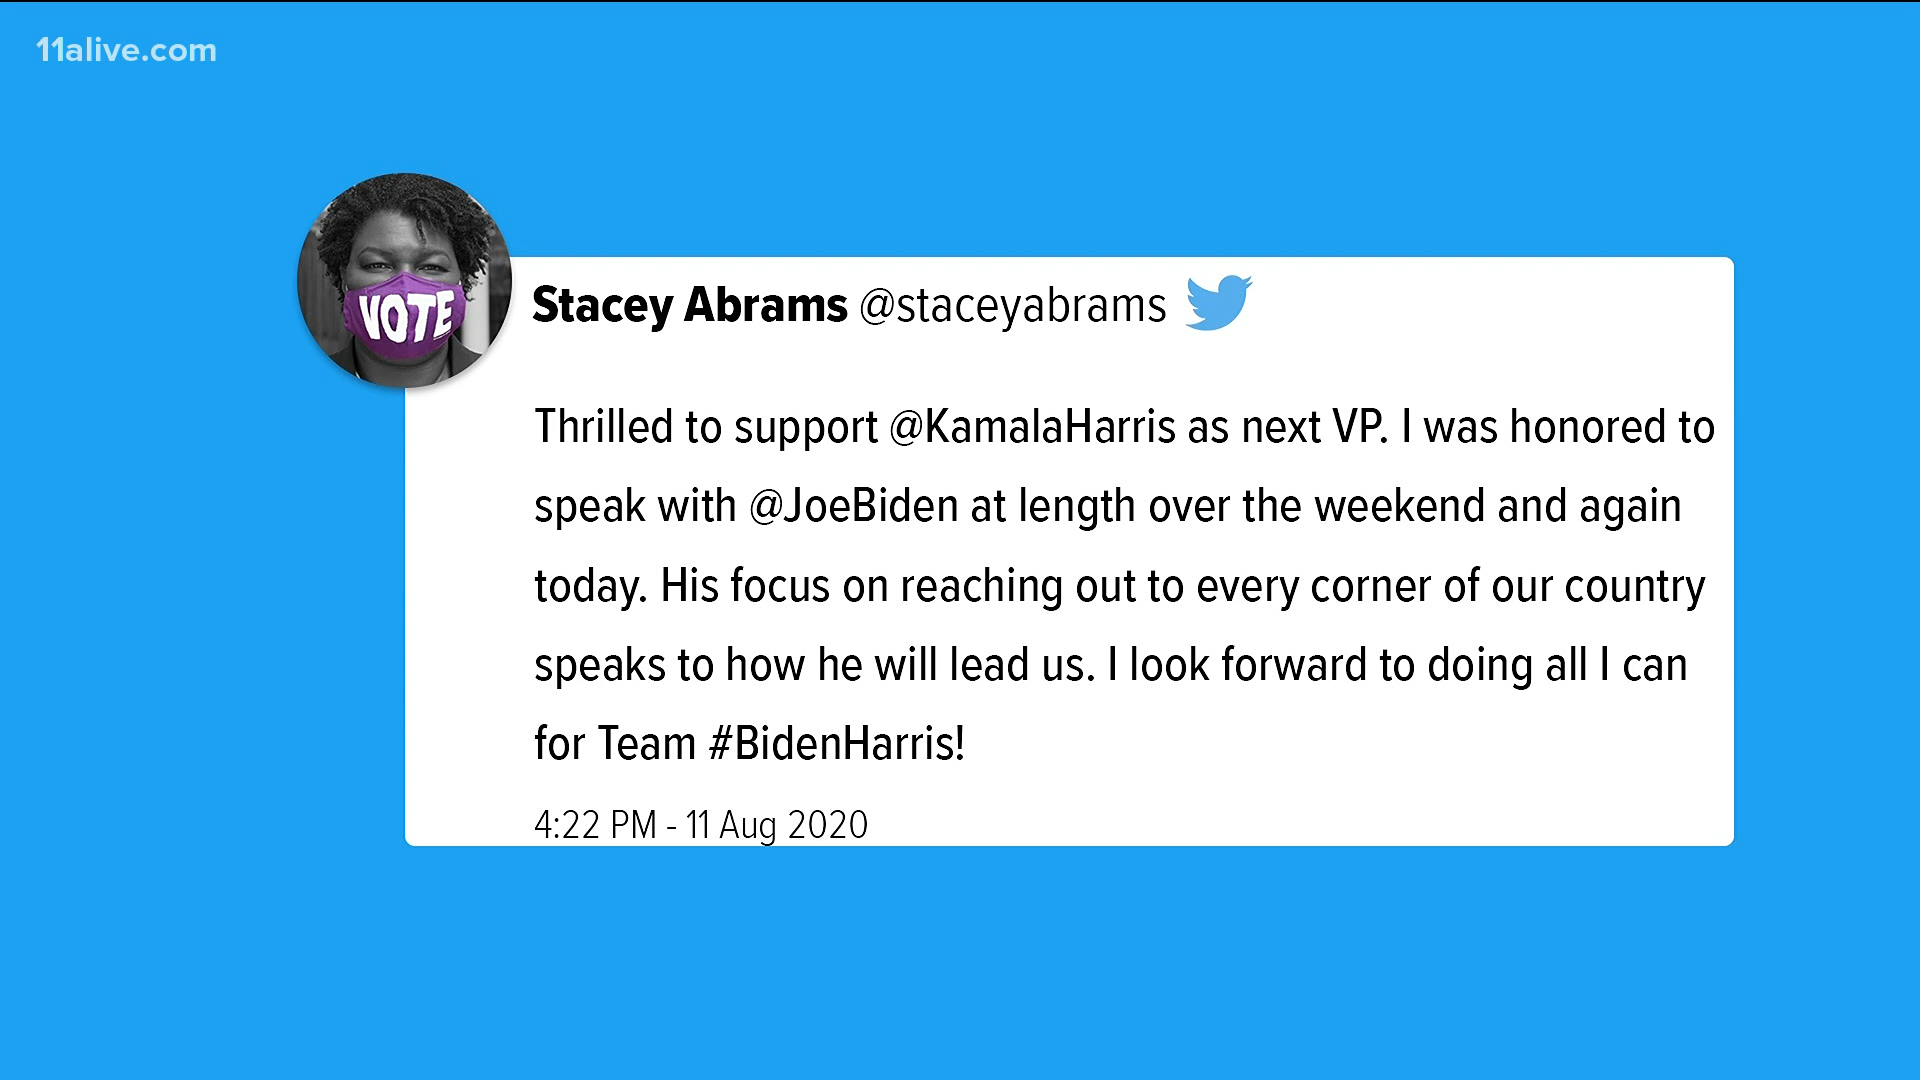 11alive.com
VOTE
Stacey Abrams @staceyabrams
Thrilled to support @KamalaHarris as next VP. I was honored to
speak with @JoeBiden at length over the weekend and again
today. His focus on reaching out to every corner of our country
speaks to how he will lead us. I look forward to doing all I can
for Team #BidenHarris!
4:22 PM - 11 Aug 2020